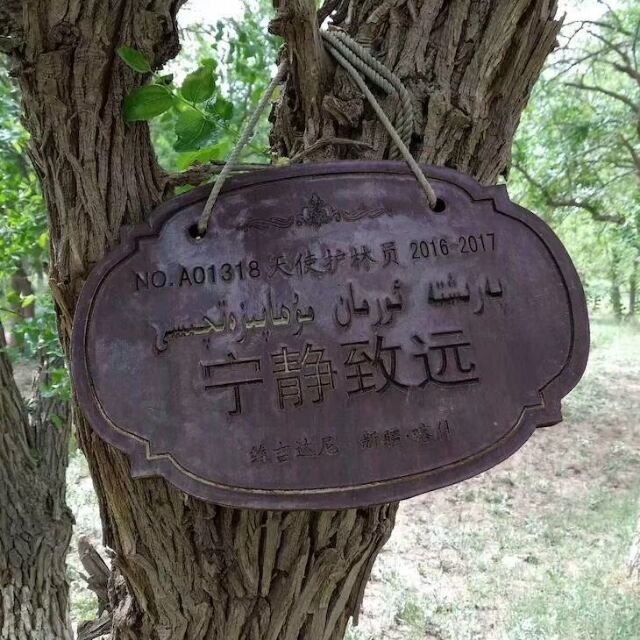 NO.A01318 天使护林员 2016-2017
پەرىشتە ئورمان مۇھاپىزەتچىسى
宁静致远
维吉达尼 新疆·喀什